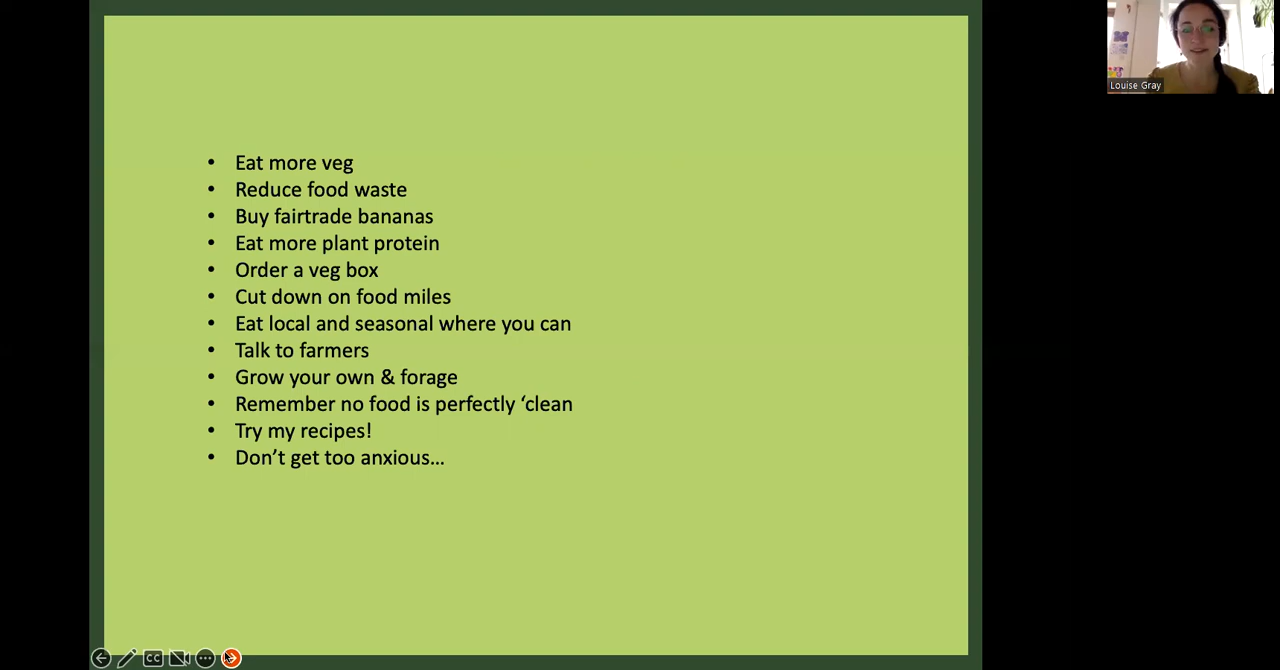 • Eat more veg
• Reduce food waste
• Buy fairtrade bananas
• Eat more plant protein
• Order a veg box
• Cut down on food miles
• Eat local and seasonal where you can
• Talk to farmers
• Grow your own & forage
• Remember no food is perfectly ‘clean
• Try my recipes!
• Don’t get too anxious…
Louise Gray
CC